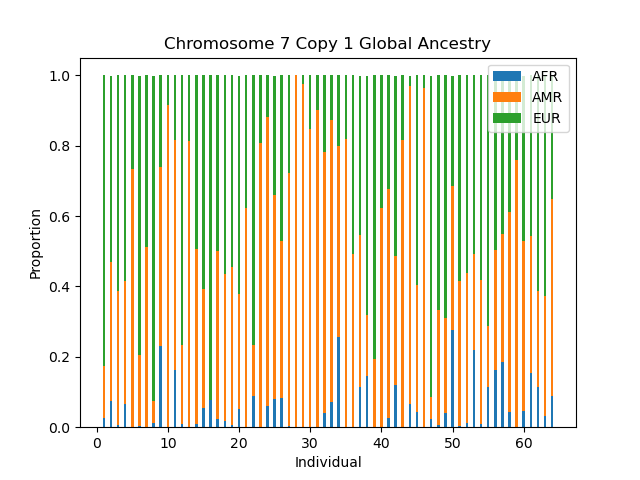 Chromosome 7 Copy 1 Global Ancestry
AFR
AMR
EUR
1.0
0.8
0.6
0.4
0.2
0.0
Proportion
0 10 20 30 40 50 60
Individual